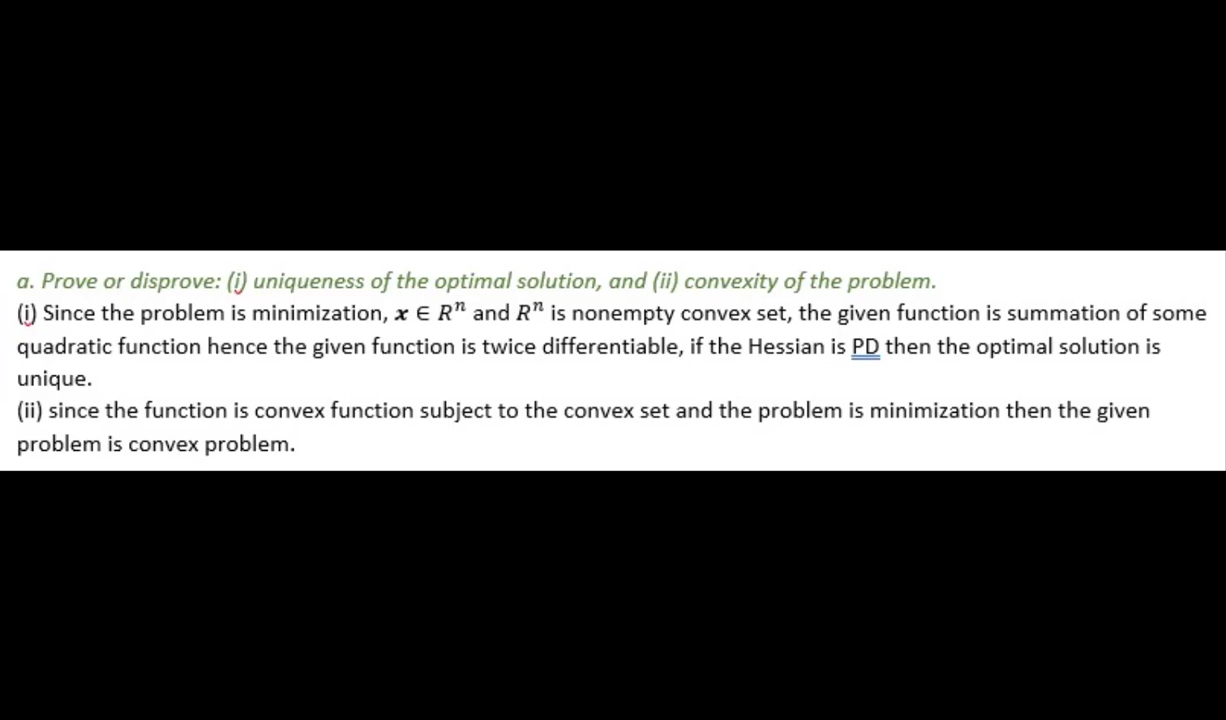 a. Prove or disprove: (i) uniqueness of the optimal solution, and (ii) convexity of the problem.
(i) Since the problem is minimization, x ∈ Rⁿ and Rⁿ is nonempty convex set, the given function is summation of some
quadratic function hence the given function is twice differentiable, if the Hessian is PD then the optimal solution is
unique.
(ii) since the function is convex function subject to the convex set and the problem is minimization then the given
problem is convex problem.